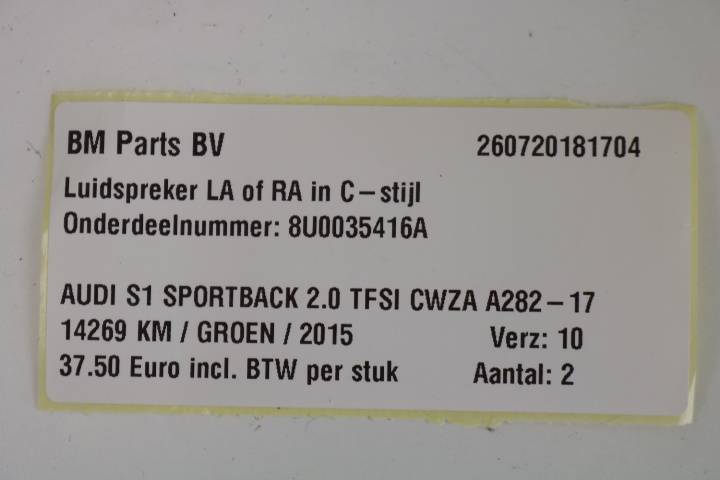 BM Parts BV 260720181704
Luidspreker LA of RA in C-stijl
Onderdeelnummer: 8U0035416A
AUDI S1 SPORTBACK 2.0 TFSI CWZA A282-17
14269 KM / GROEN / 2015 Verz: 10
37.50 Euro incl. BTW per stuk Aantal: 2